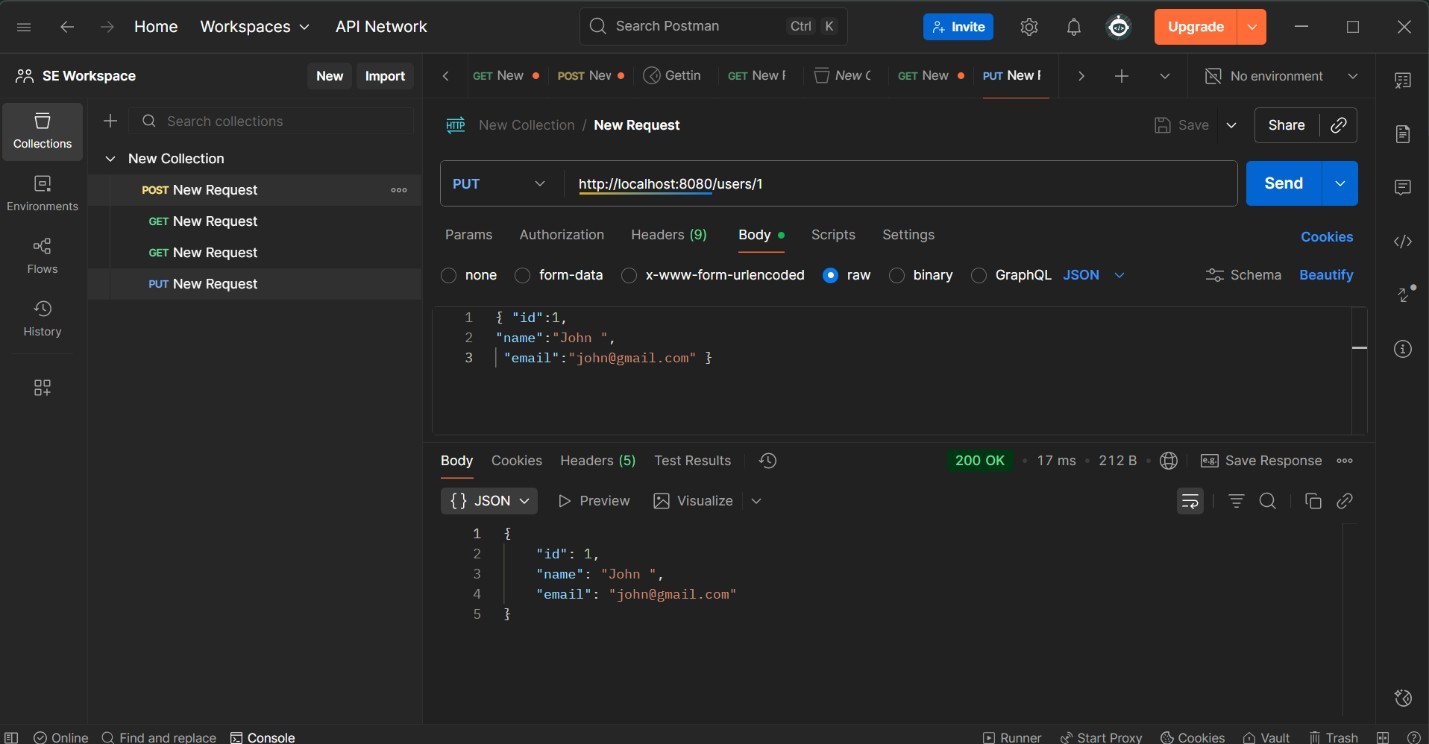 Home Workspaces API Network Search Postman Ctrl K Invite Upgrade
SE Workspace New Import GET New POST Nev Gettin GET New F New C GET New PUT New F No environment
Collections
Search collections
HTTP New Collection / New Request Save Share
New Collection
POST New Request
PUT http://localhost:8080/users/1 Send
Environments
GET New Request
GET New Request
Params Authorization Headers (9) Body Scripts Settings Cookies
Flows
PUT New Request
none form-data x-www-form-urlencoded raw binary GraphQL JSON Schema Beautify
History
1 { "id":1,
2 "name":"John ",
3 "email":"john@gmail.com" }
Body Cookies Headers (5) Test Results 200 OK 17 ms 212 B e.g. Save Response
{} JSON Preview Visualize
1 {
2 "id": 1,
3 "name": "John ",
4 "email": "john@gmail.com"
5 }
Online Find and replace Console Runner Start Proxy Cookies Vault Trash